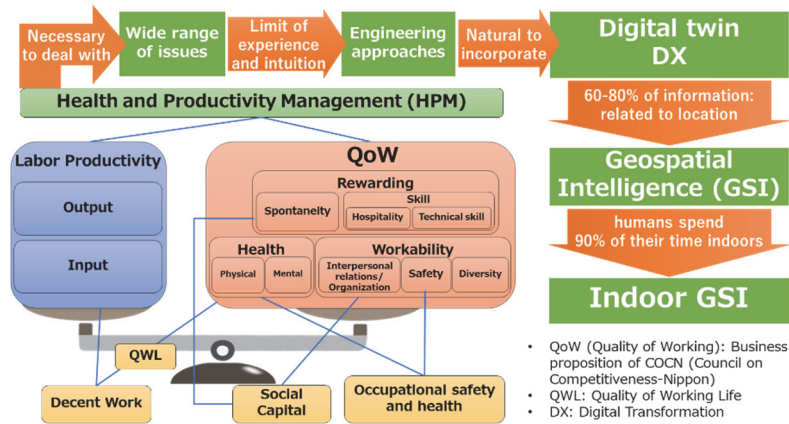 Necessary
to deal with
Wide range
of issues
Limit of
experience
and intuition
Engineering
approaches
Natural to
incorporate
Digital twin
DX
Health and Productivity Management (HPM)
60-80% of information:
related to location
Labor Productivity
Output
Input
QoW
Rewarding
Spontaneity
Skill
Hospitality
Technical skill
Health
Physical
Mental
Workability
Interpersonal
relations/
Organization
Safety
Diversity
Geospatial
Intelligence (GSI)
humans spend
90% of their time indoors
Indoor GSI
QWL
Decent Work
Social
Capital
Occupational safety
and health
• QoW (Quality of Working): Business
proposition of COCN (Council on
Competitiveness-Nippon)
• QWL: Quality of Working Life
• DX: Digital Transformation